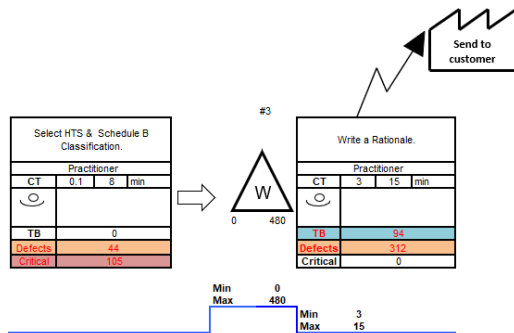 Send to
customer
#3
Select HTS & Schedule B
Classification.
Practitioner
CT 0.1 8 min
TB 0
Defects 44
Critical 105
W
0 480
Write a Rationale.
Practitioner
CT 3 15 min
TB 94
Defects 312
Critical 0
Min 0
Max 480
Min 3
Max 15